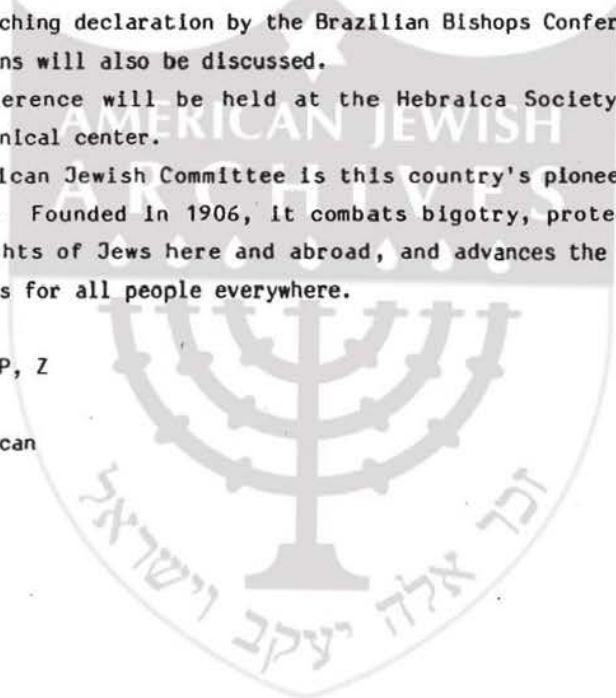 ching declaration by the Brazilian Bishops Confer
ns will also be discussed.
erence will be held at the Hebraica Society
nical center.
ican Jewish Committee is this country's pionee
Founded in 1906, it combats bigotry, prote
hts of Jews here and abroad, and advances the
s for all people everywhere.
P, Z
can
AMERICAN JEWISH
ARCHIVES
זכר אלה יעקב וישראל